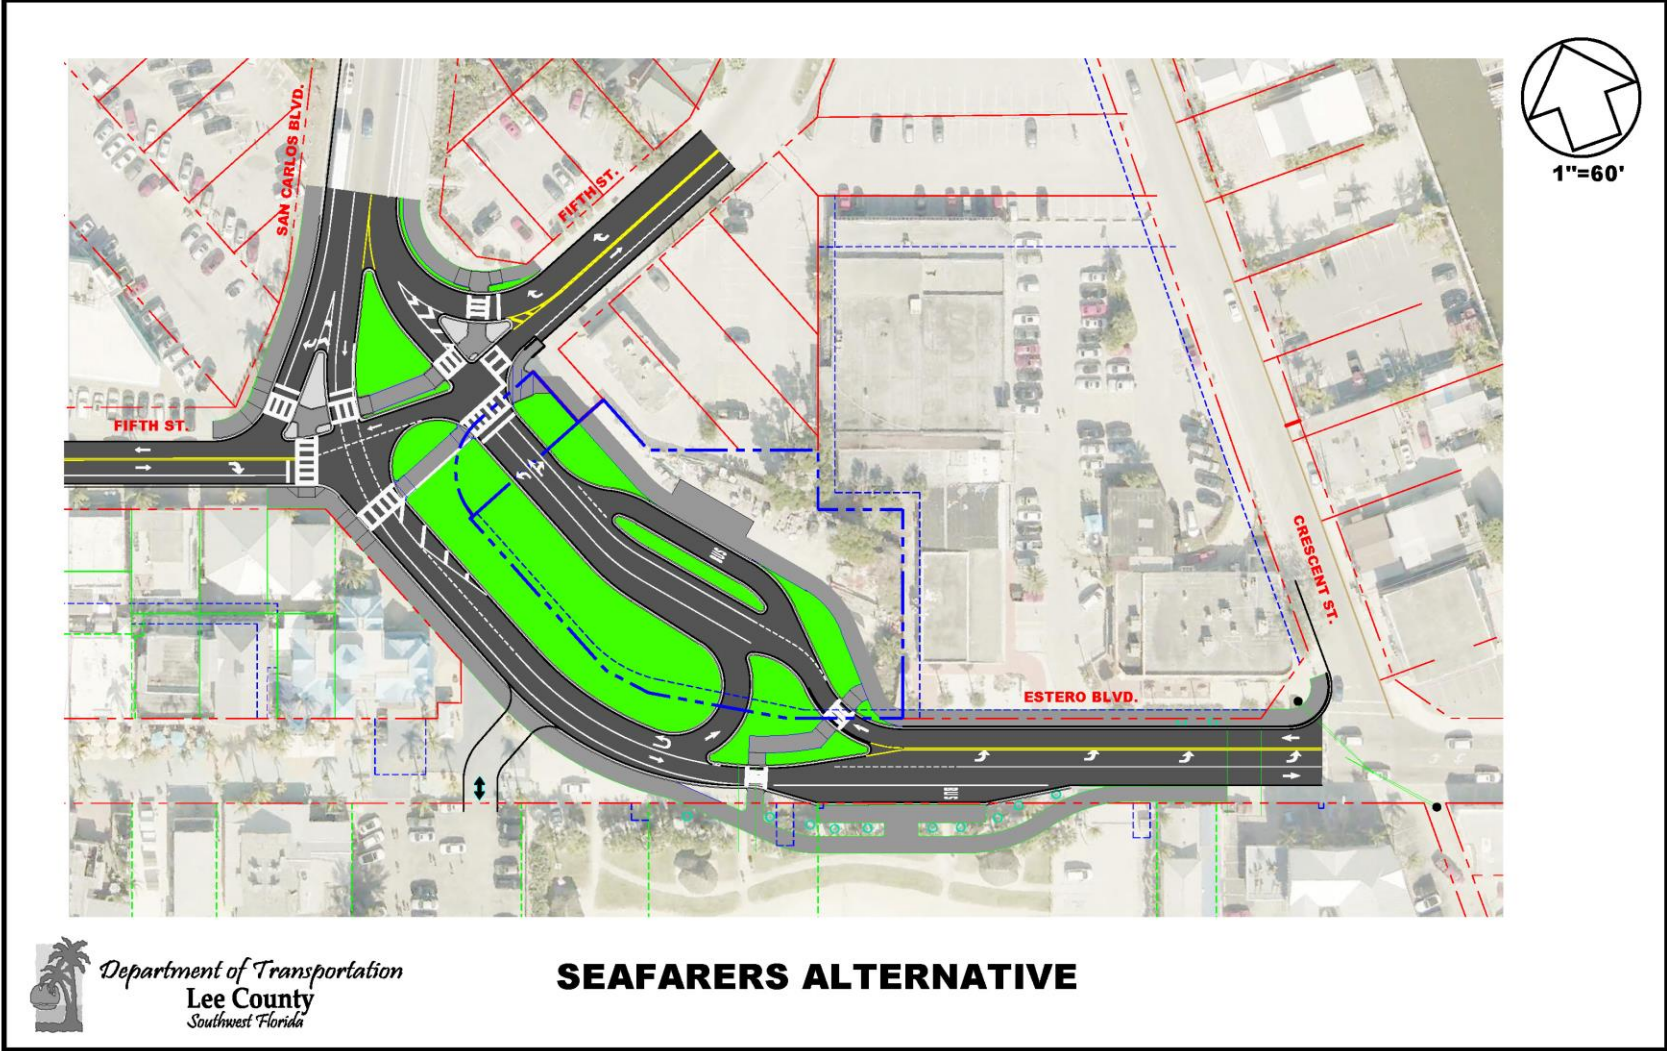 SAN CARLOS BLVD.
FIFTH ST.
1"=60'
FIFTH ST.
BUS
CRESCENT ST.
ESTERO BLVD.
BUS
Department of Transportation
Lee County
Southwest Florida
SEAFARERS ALTERNATIVE